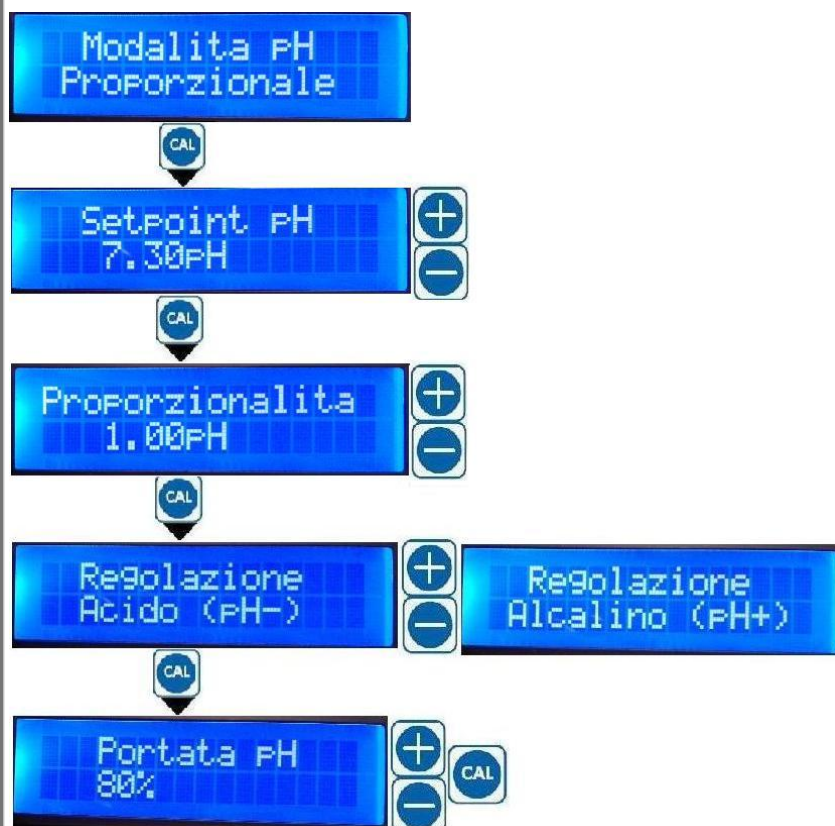 Modalita pH
Proporzionale
CAL
Setpoint pH
7.30pH
+
-
CAL
Proporzionalita
1.00pH
+
-
CAL
Regolazione
Acido (pH-)
+
-
Regolazione
Alcalino (pH+)
CAL
Portata pH
80%
+
-
CAL